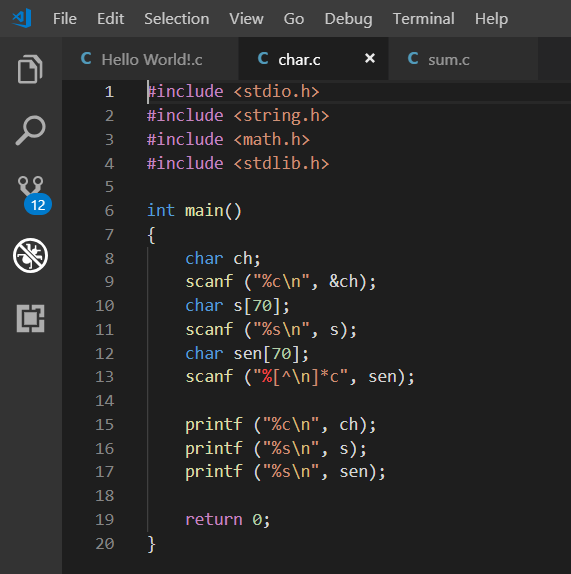 File Edit Selection View Go Debug Terminal Help
C Hello World!.c C char.c × C sum.c
1 #include <stdio.h>
2 #include <string.h>
3 #include <math.h>
4 #include <stdlib.h>
5
6 int main()
7 {
8 char ch;
9 scanf ("%c\n", &ch);
10 char s[70];
11 scanf ("%s\n", s);
12 char sen[70];
13 scanf ("%[^\n]*c", sen);
14
15 printf ("%c\n", ch);
16 printf ("%s\n", s);
17 printf ("%s\n", sen);
18
19 return 0;
20 }
12